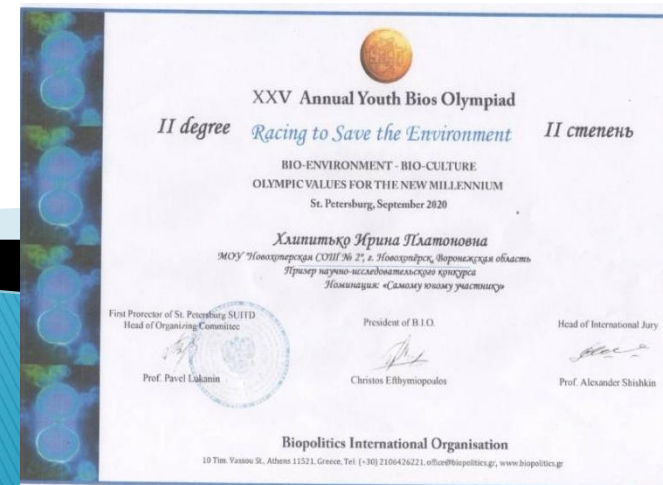 XXV Annual Youth Bios Olympiad
II degree Racing to Save the Environment II степень
BIO-ENVIRONMENT - BIO-CULTURE
OLYMPIC VALUES FOR THE NEW MILLENNIUM
St. Petersburg, September 2020
Хлипитько Ирина Платоновна
МОУ "Новохоперская СОШ № 2", г. Новохопёрск, Воронежская область
Призер научно-исследовательского конкурса
Номинация: «Самому юному участнику»
First Prorector of St. Petersburg SUITD
Head of Organizing Committee
President of B.I.O.
Head of International Jury
Prof. Pavel Lukanin
Christos Efthymiopoulos
Prof. Alexander Shishkin
Biopolitics International Organisation
10 Tim. Vassou St., Athens 11521, Greece, Tel: (+30) 2106426221, office@biopolitics.gr, www.biopolitics.gr